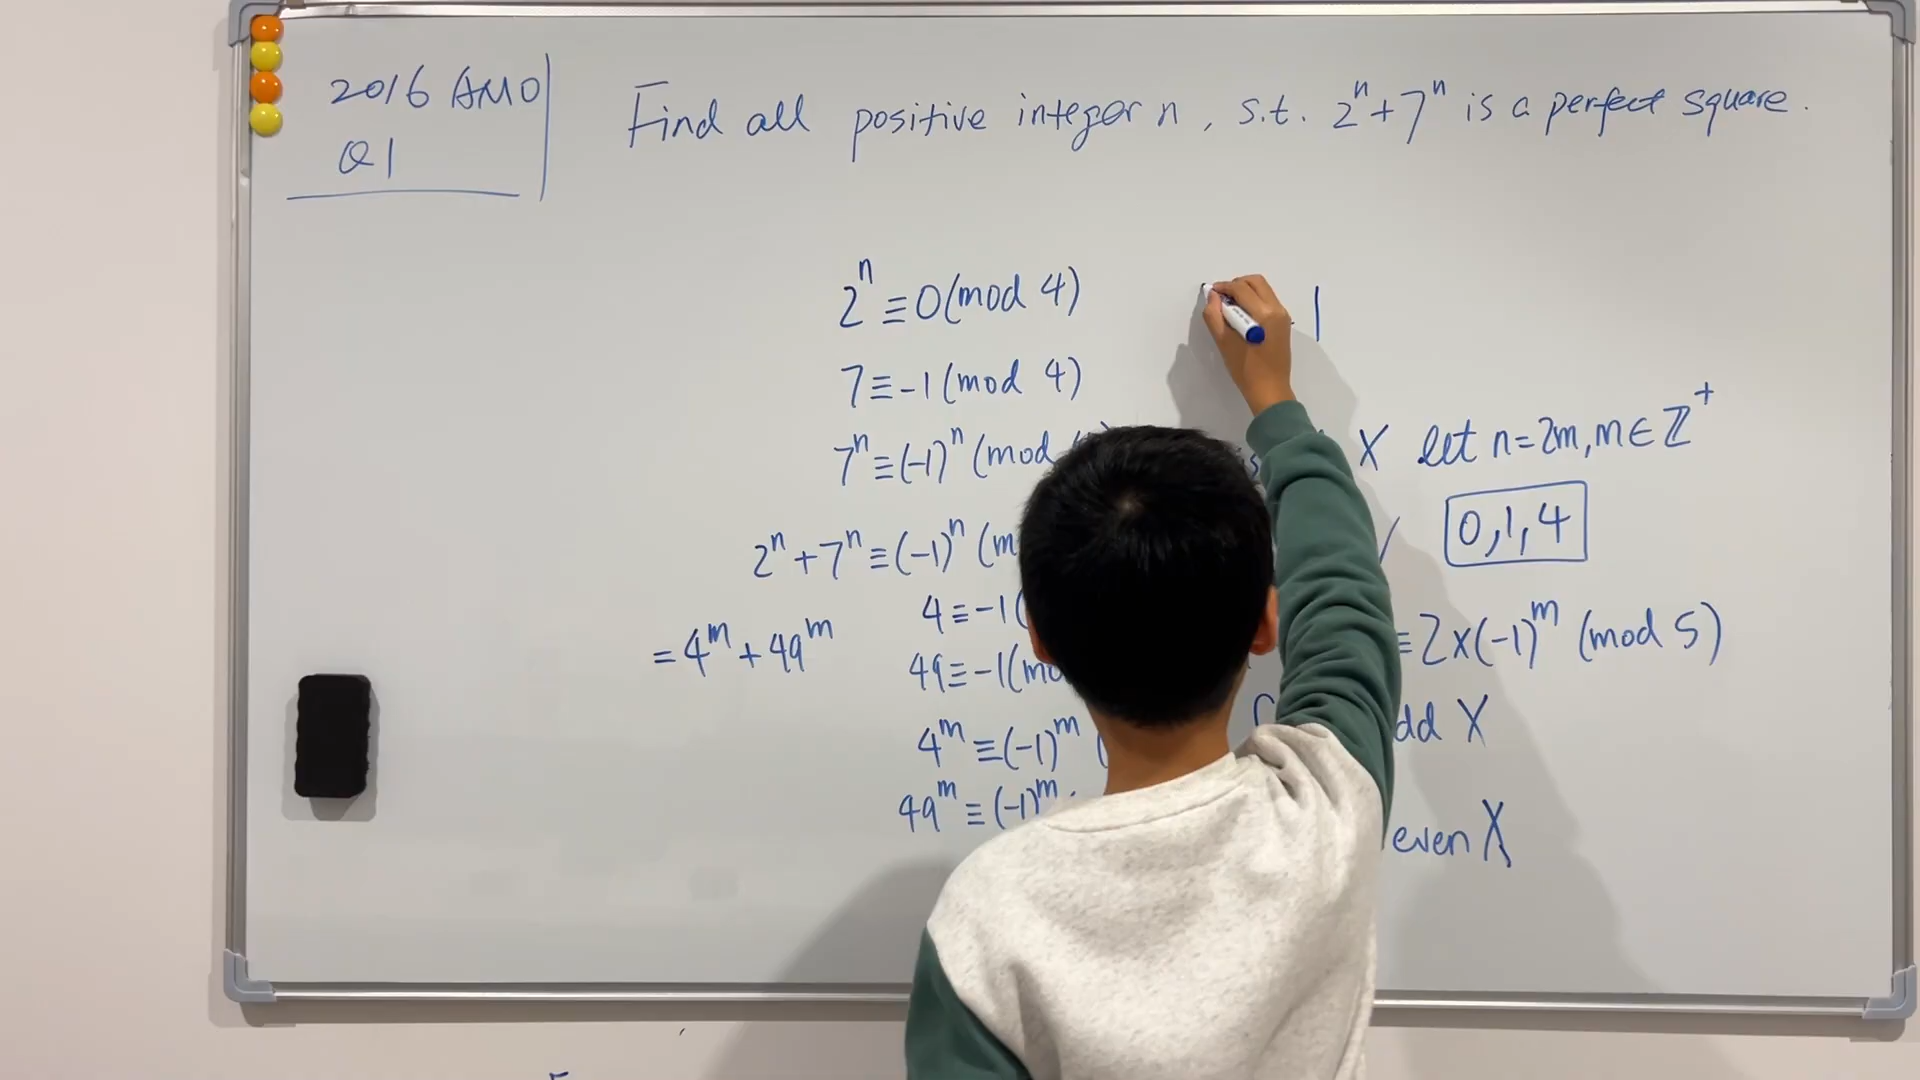 2016 AMO
Q1
Find all positive integer n, s.t. 2ⁿ+7ⁿ is a perfect square.
2ⁿ≡0(mod 4)
1
7≡-1(mod 4)
7ⁿ≡(-1)ⁿ(mod
X let n=2m, m∈ℤ⁺
2ⁿ+7ⁿ≡(-1)ⁿ(m
0,1,4
4≡-1(
=4ᵐ+49ᵐ
≡2×(-1)ᵐ (mod 5)
49≡-1(mo
4ᵐ≡(-1)ᵐ (
dd X
49ᵐ≡(-1)ᵐ
even X